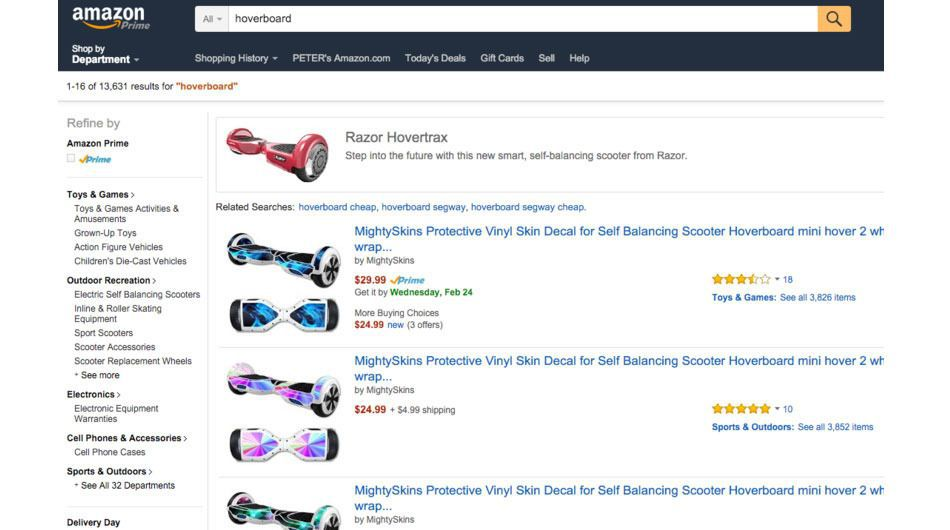 amazon
Prime
All
hoverboard
Shop by
Department
Shopping History
PETER's Amazon.com
Today's Deals
Gift Cards
Sell
Help
1-16 of 13,631 results for "hoverboard"
Refine by
Amazon Prime
Prime
Toys & Games
Toys & Games Activities &
Amusements
Grown-Up Toys
Action Figure Vehicles
Children's Die-Cast Vehicles
Outdoor Recreation
Electric Self Balancing Scooters
Inline & Roller Skating
Equipment
Sport Scooters
Scooter Accessories
Scooter Replacement Wheels
See more
Electronics
Electronic Equipment
Warranties
Cell Phones & Accessories
Cell Phone Cases
Sports & Outdoors
See All 32 Departments
Delivery Day
Razor Hovertrax
Step into the future with this new smart, self-balancing scooter from Razor.
Related Searches: hoverboard cheap, hoverboard segway, hoverboard segway cheap.
MightySkins Protective Vinyl Skin Decal for Self Balancing Scooter Hoverboard mini hover 2 wh
wrap...
by MightySkins
$29.99 Prime
Get it by Wednesday, Feb 24
More Buying Choices
$24.99 new (3 offers)
18
Toys & Games: See all 3,826 items
MightySkins Protective Vinyl Skin Decal for Self Balancing Scooter Hoverboard mini hover 2 wh
wrap...
by MightySkins
$24.99 + $4.99 shipping
10
Sports & Outdoors: See all 3,852 items
MightySkins Protective Vinyl Skin Decal for Self Balancing Scooter Hoverboard mini hover 2 wh
wrap...
by MightySkins